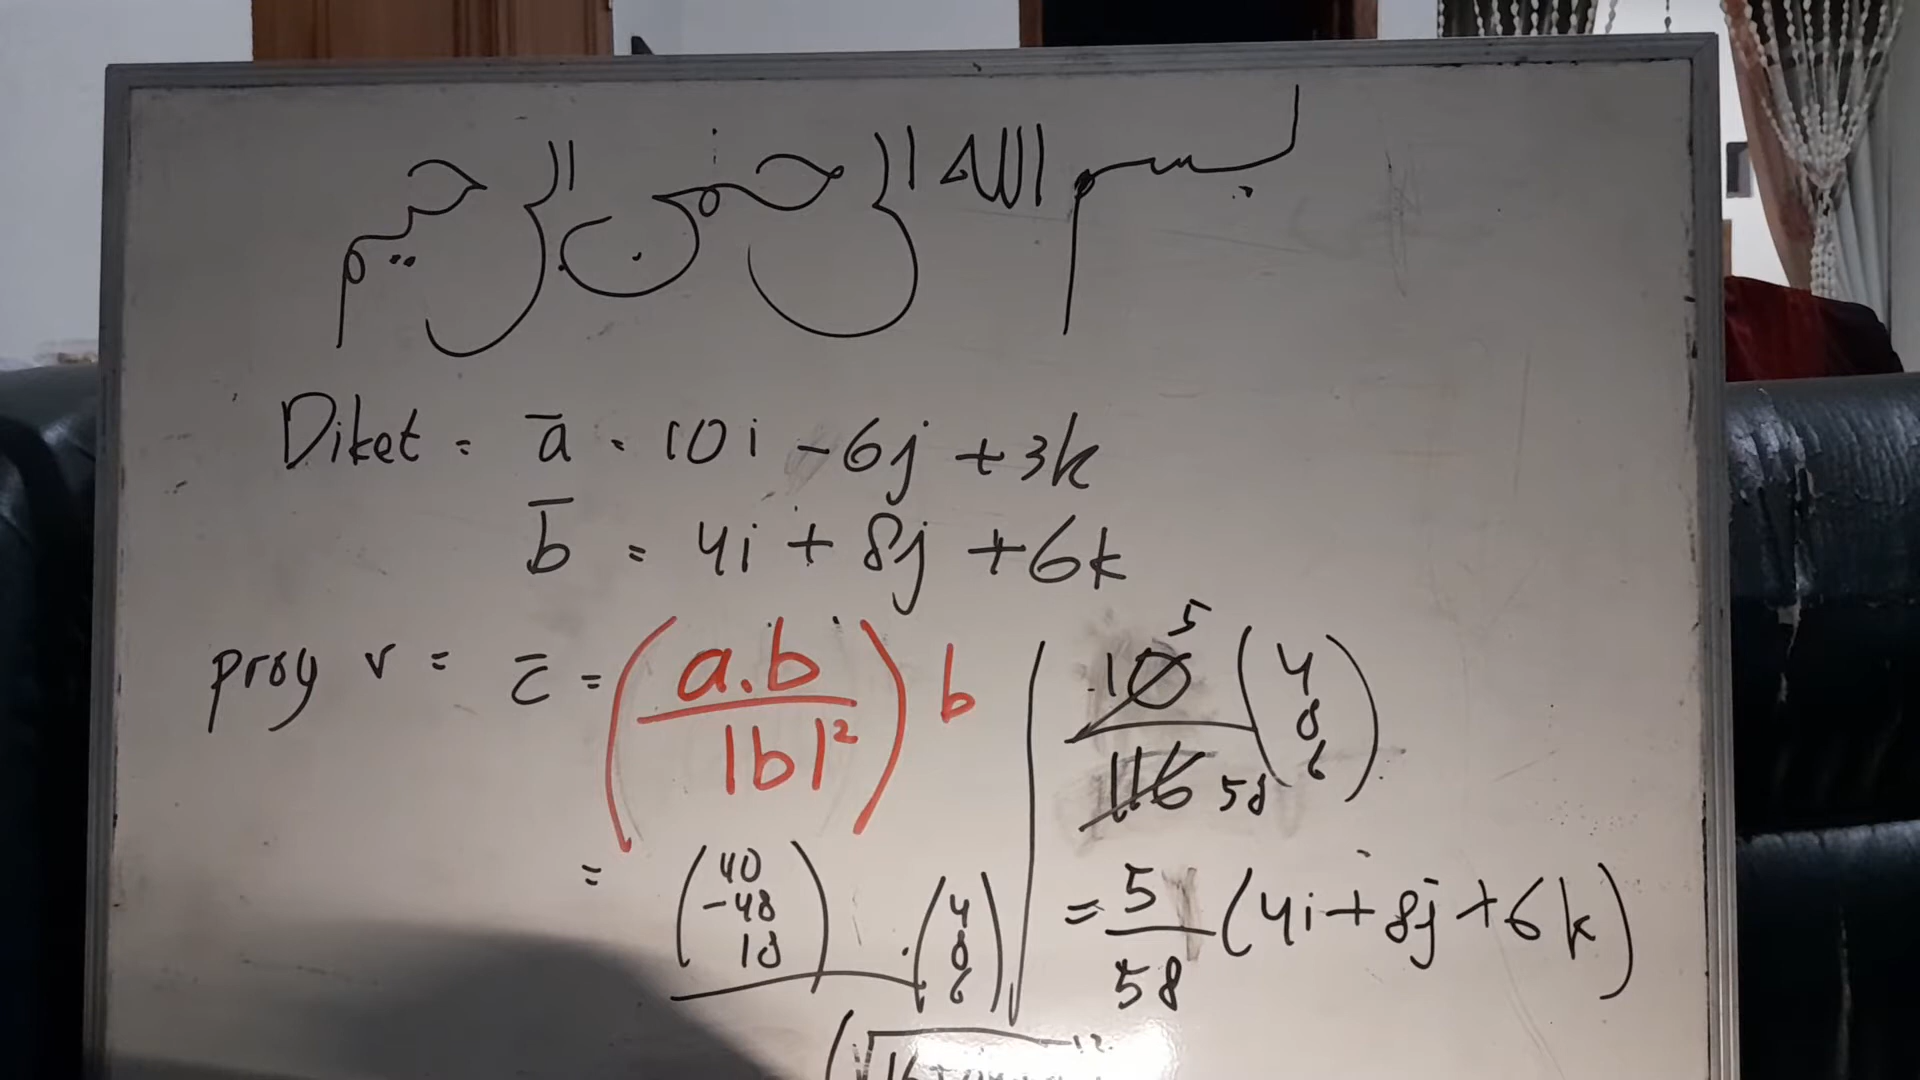 بسم الله الرحمن الرحيم
Diket = a̅ = 10i - 6j + 3k
b̅ = 4i + 8j + 6k
proy v = c̅ = (a.b / |b|²) b
= (40 -48 18) . (4 8 6)
10 5 / 116 58 (4 8 6)
= 5/58 (4i + 8j + 6k)